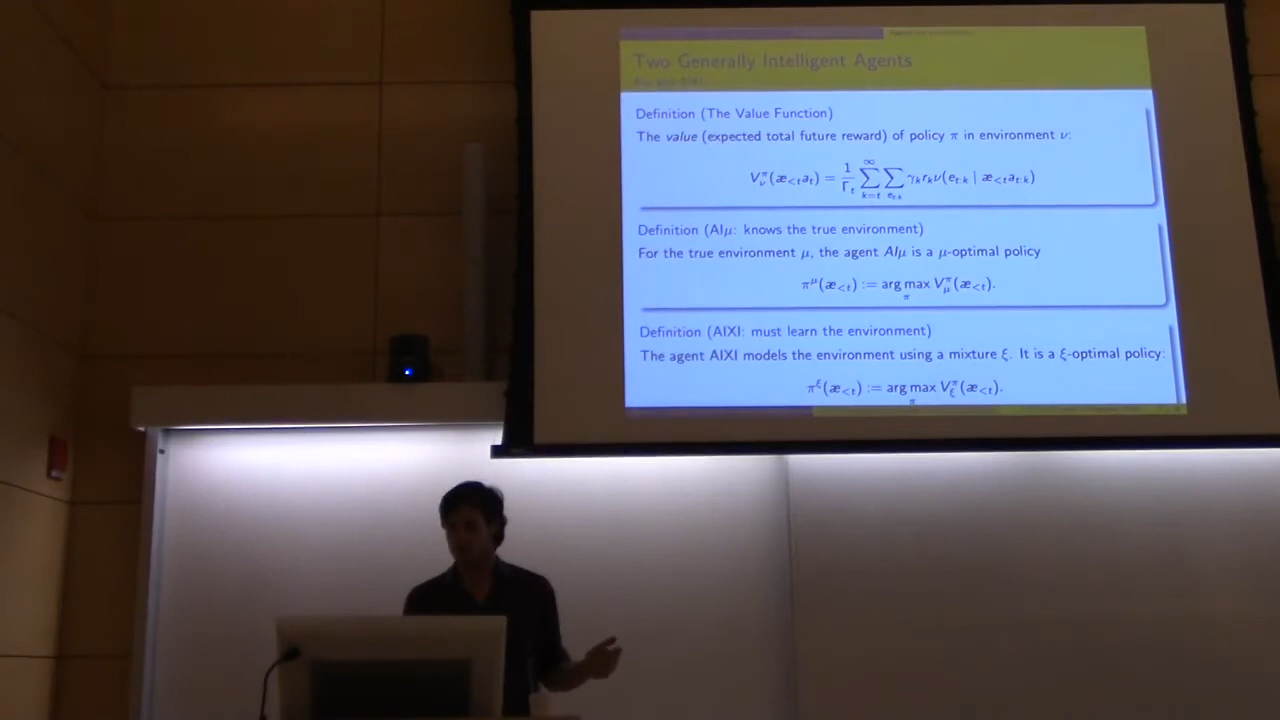 Two Generally Intelligent Agents
Definition (The Value Function)
The value (expected total future reward) of policy π in environment ν:
V_ν^π(æ_{<t}a_t) = 1/Γ_t ∑_{k=t}^∞ ∑_{e_{t:k}} γ_k r_k ν(e_{t:k} | æ_{<t}a_{t:k})
Definition (AIμ: knows the true environment)
For the true environment μ, the agent AIμ is a μ-optimal policy
π^μ(æ_{<t}) := arg max_π V_μ^π(æ_{<t}).
Definition (AIXI: must learn the environment)
The agent AIXI models the environment using a mixture ξ. It is a ξ-optimal policy:
π^ξ(æ_{<t}) := arg max_π V_ξ^π(æ_{<t}).